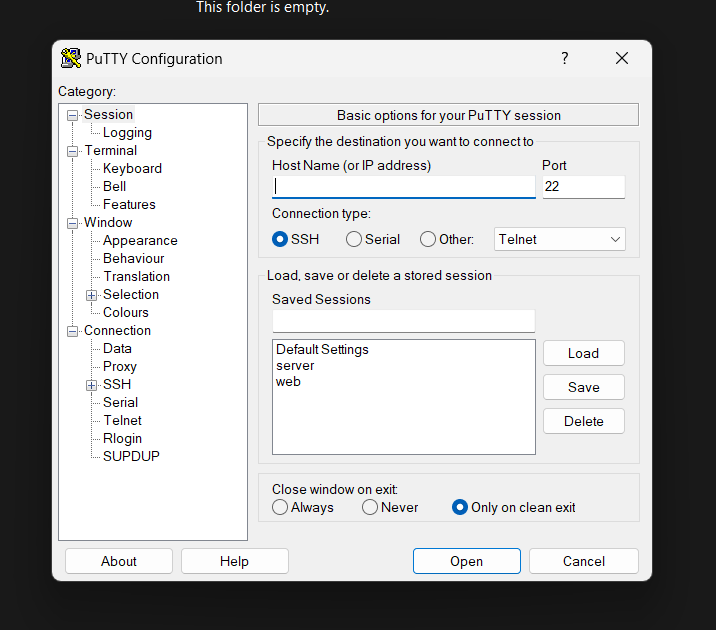 This folder is empty.
PuTTY Configuration
?
Category:
Session
Logging
Terminal
Keyboard
Bell
Features
Window
Appearance
Behaviour
Translation
Selection
Colours
Connection
Data
Proxy
SSH
Serial
Telnet
Rlogin
SUPDUP
Basic options for your PuTTY session
Specify the destination you want to connect to
Host Name (or IP address) Port
22
Connection type:
SSH Serial Other: Telnet
Load, save or delete a stored session
Saved Sessions
Default Settings
server
web
Load
Save
Delete
Close window on exit:
Always Never Only on clean exit
About Help Open Cancel